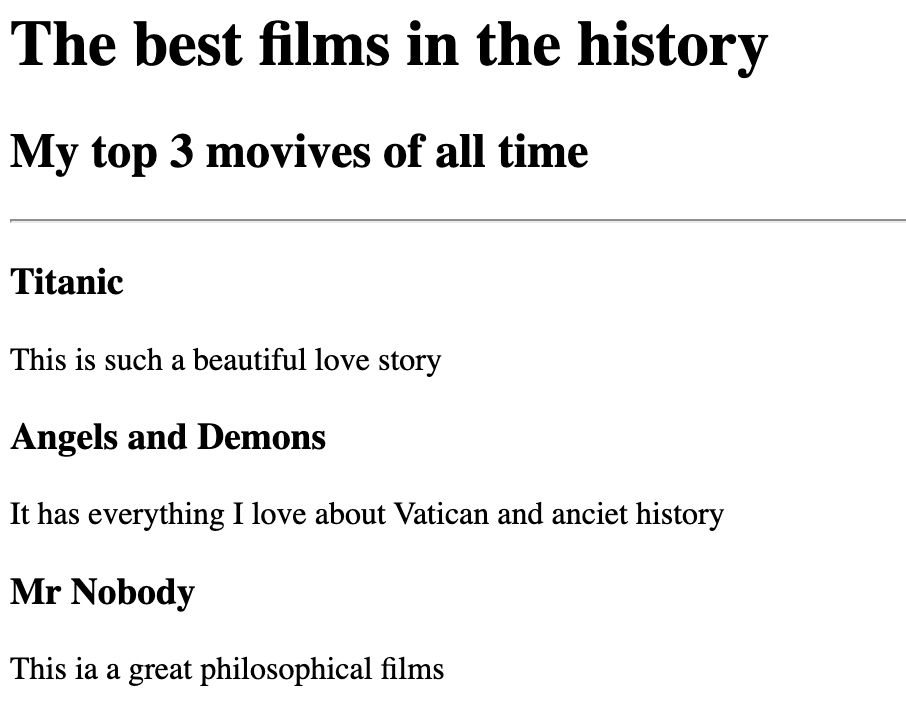 The best films in the history
My top 3 movives of all time
Titanic
This is such a beautiful love story
Angels and Demons
It has everything I love about Vatican and anciet history
Mr Nobody
This ia a great philosophical films